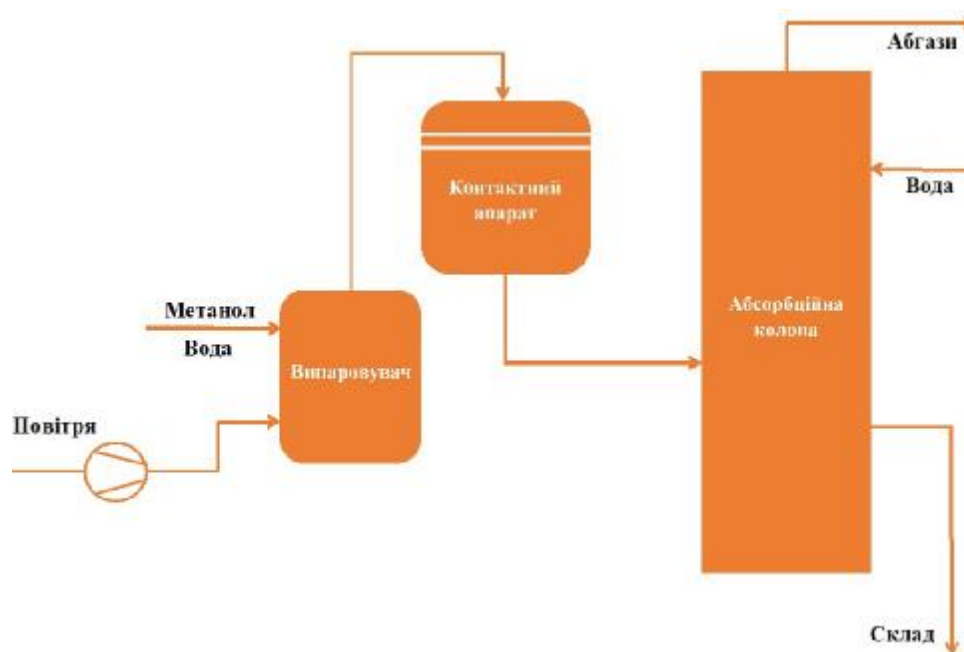 Абгази
Контактний
апарат
Вода
Метанол
Вода
Абсорбційна
колона
Випаровувач
Повітря
Склад